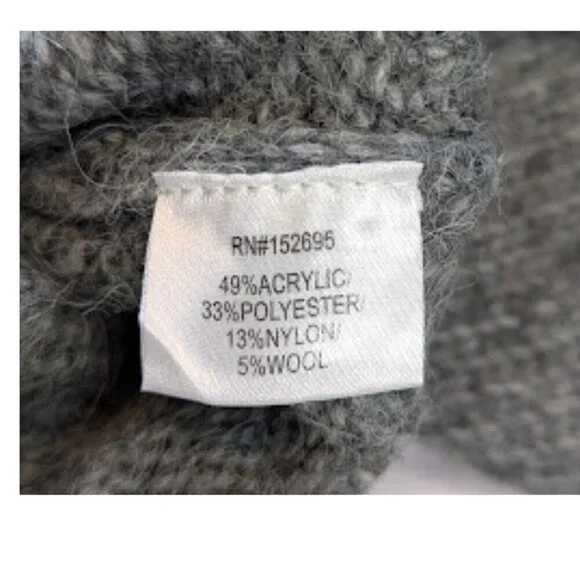 RN#152695
49%ACRYLIC/
33%POLYESTER/
13%NYLON/
5%WOOL